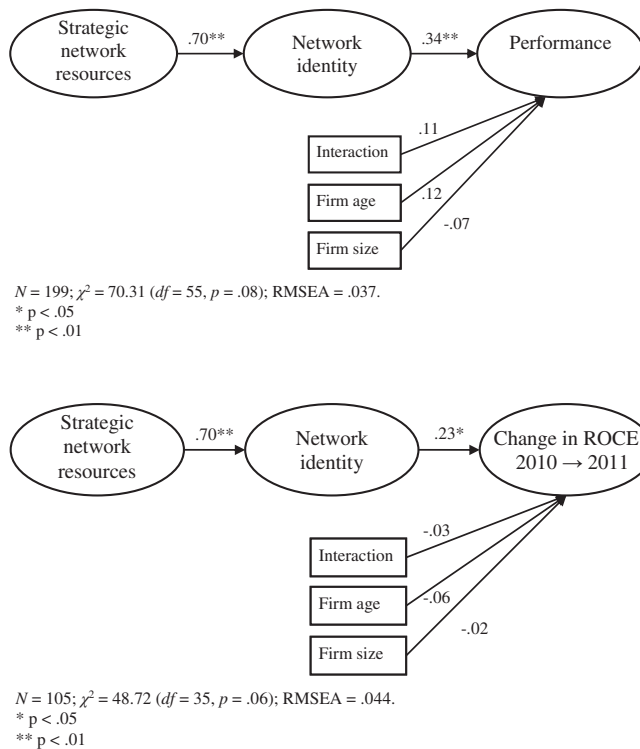 Strategic
network
resources
.70**
Network
identity
.34**
Performance
Interaction
.11
Firm age
.12
Firm size
-.07
N = 199; χ² = 70.31 (df = 55, p = .08); RMSEA = .037.
* p < .05
** p < .01
Strategic
network
resources
.70**
Network
identity
.23*
Change in ROCE
2010 → 2011
Interaction
-.03
Firm age
-.06
Firm size
-.02
N = 105; χ² = 48.72 (df = 35, p = .06); RMSEA = .044.
* p < .05
** p < .01